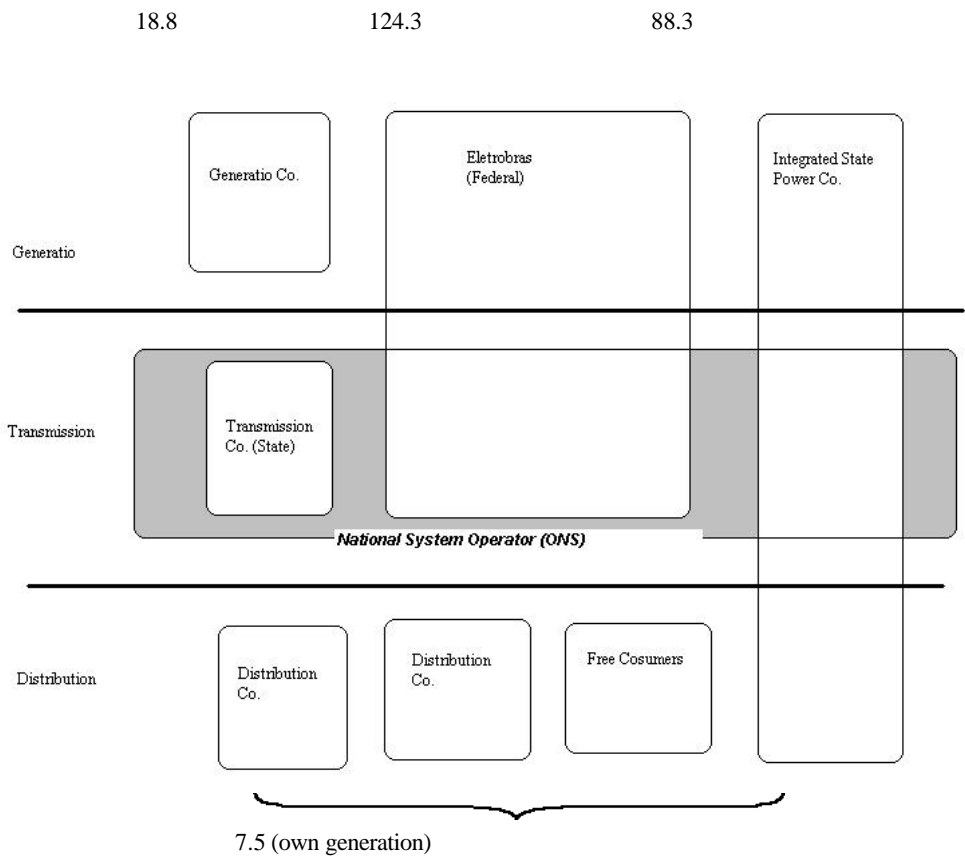 18.8 124.3 88.3
Generatio Co.
Eletrobras
(Federal)
Integrated State
Power Co.
Generatio
Transmission
Transmission
Co. (State)
National System Operator (ONS)
Distribution
Distribution
Co.
Distribution
Co.
Free Cosumers
7.5 (own generation)